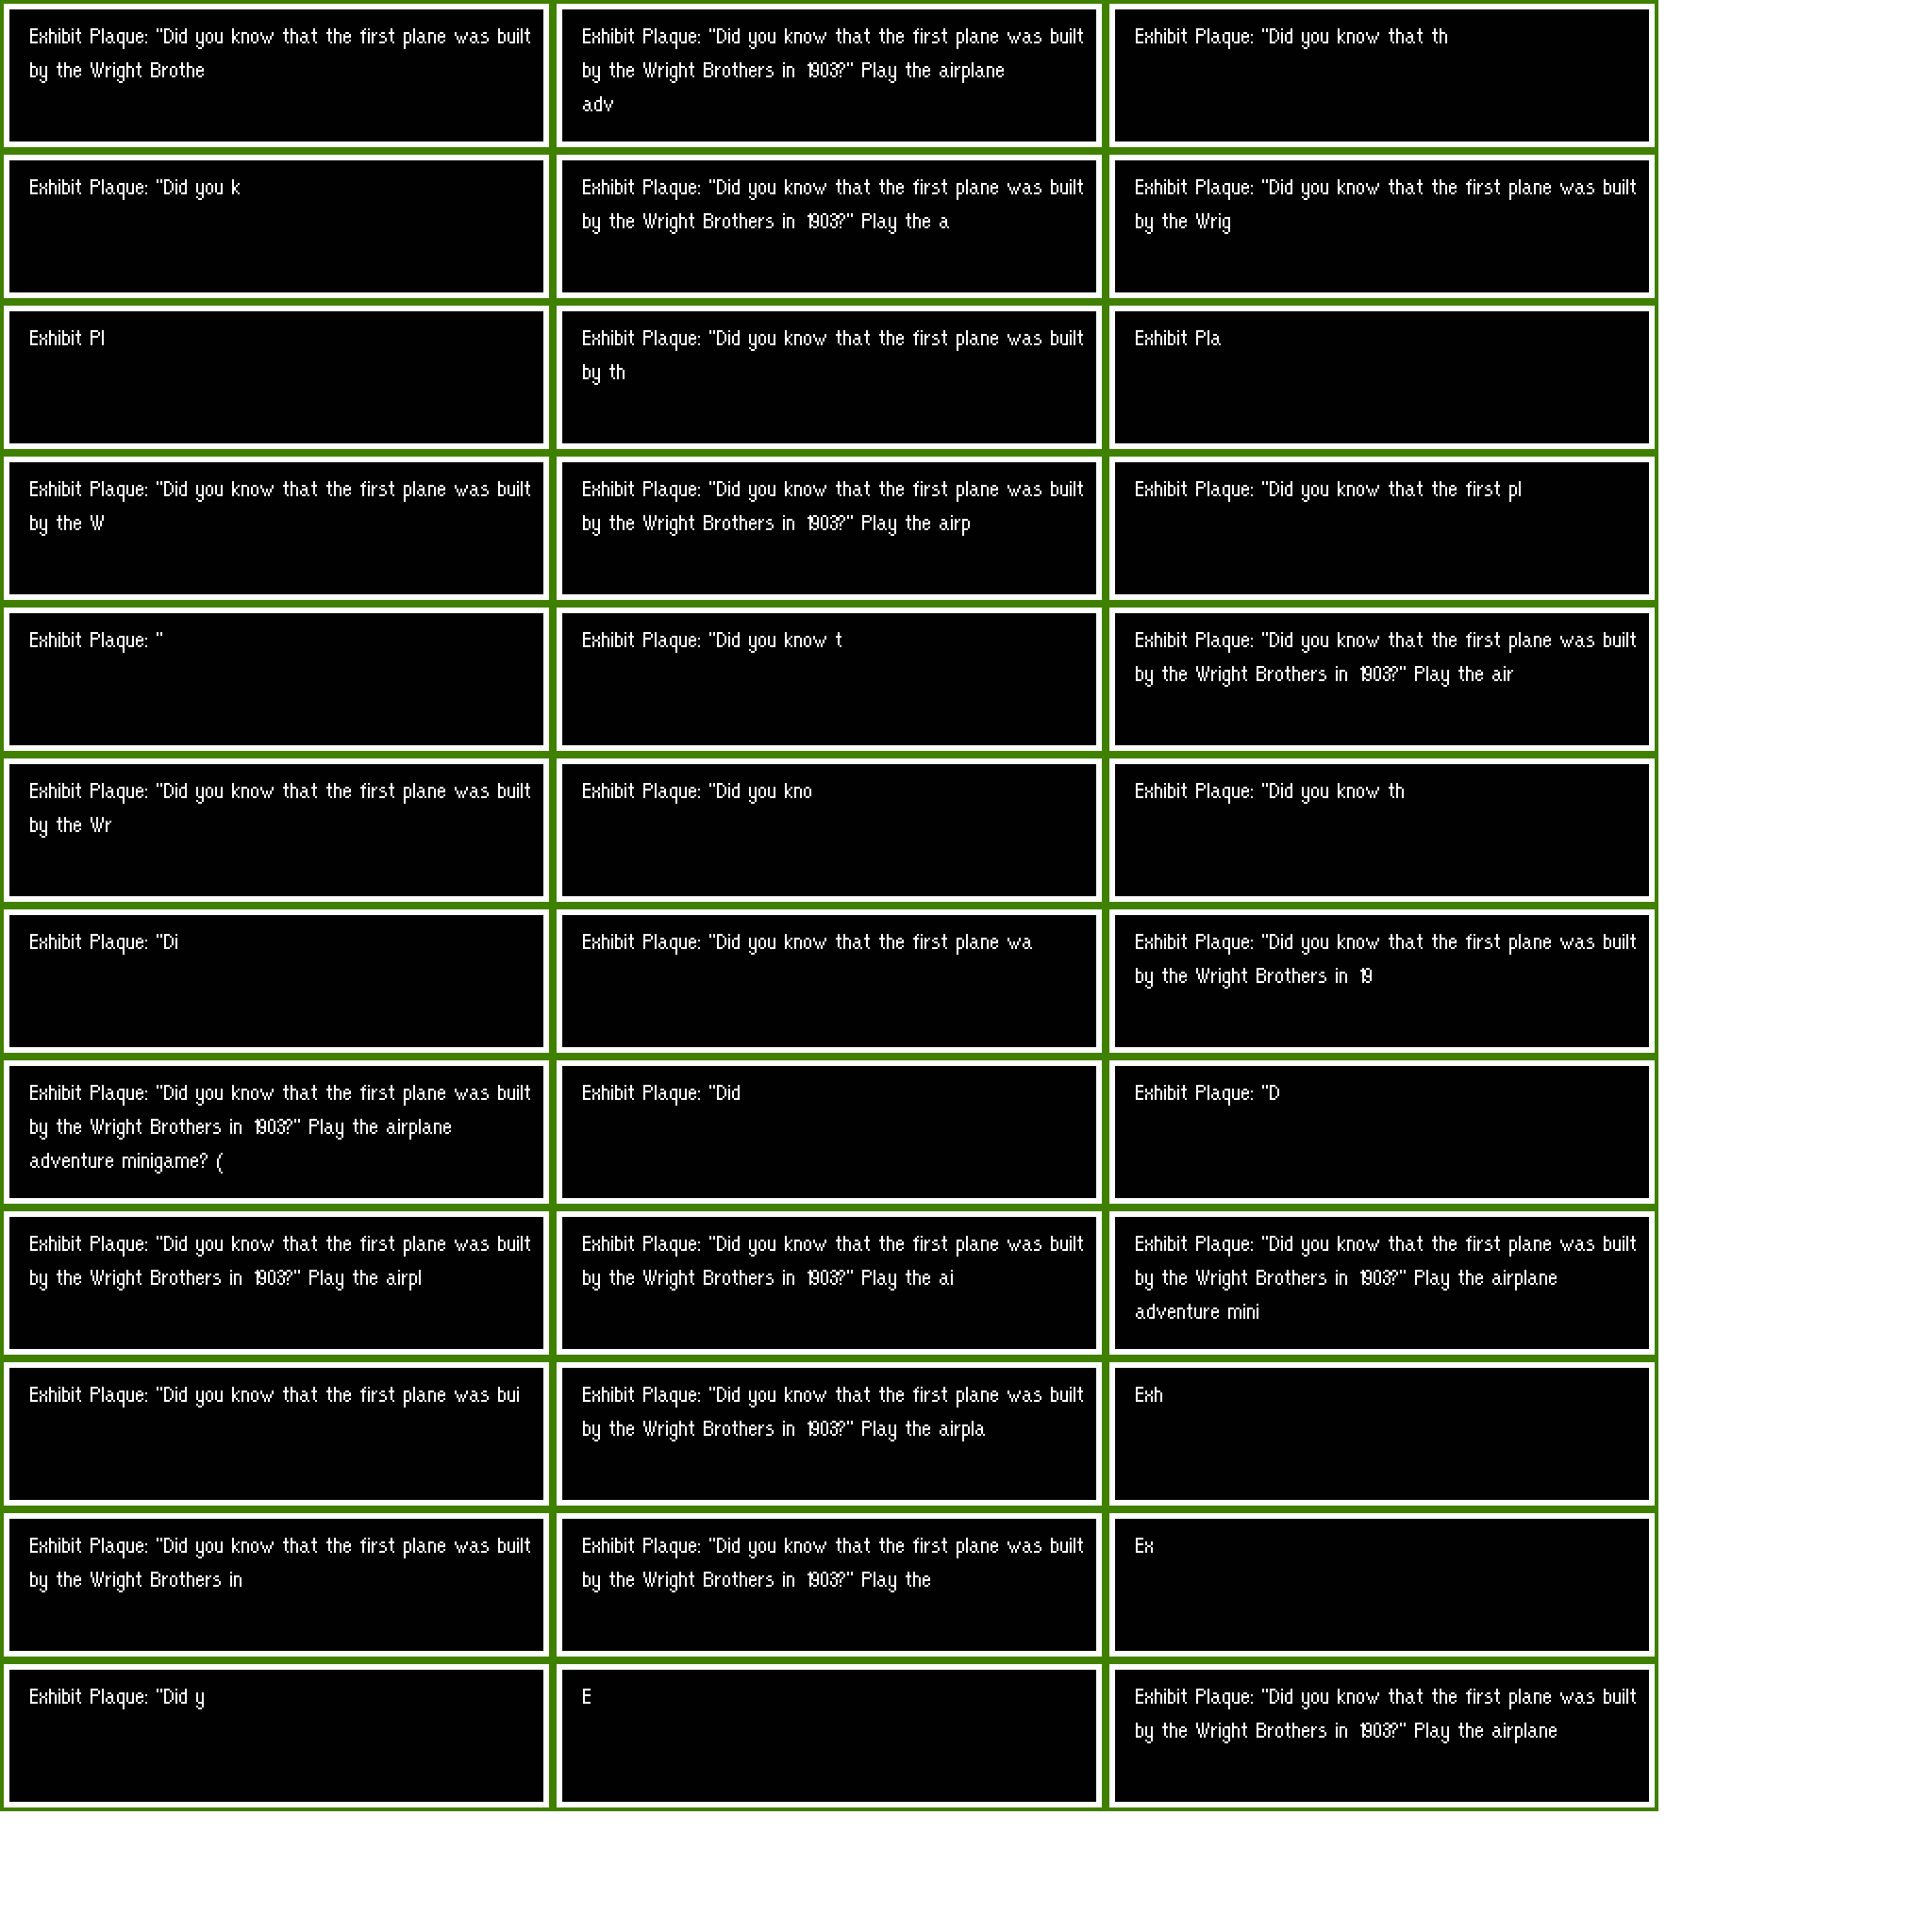 Exhibit Plaque: "Did you know that the first plane was built
by the Wright Brothe
Exhibit Plaque: "Did you know that the first plane was built
by the Wright Brothers in 1903?" Play the airplane
adv
Exhibit Plaque: "Did you know that th
Exhibit Plaque: "Did you k
Exhibit Plaque: "Did you know that the first plane was built
by the Wright Brothers in 1903?" Play the a
Exhibit Plaque: "Did you know that the first plane was built
by the Wrig
Exhibit Pl
Exhibit Plaque: "Did you know that the first plane was built
by th
Exhibit Pla
Exhibit Plaque: "Did you know that the first plane was built
by the W
Exhibit Plaque: "Did you know that the first plane was built
by the Wright Brothers in 1903?" Play the airp
Exhibit Plaque: "Did you know that the first pl
Exhibit Plaque: "
Exhibit Plaque: "Did you know t
Exhibit Plaque: "Did you know that the first plane was built
by the Wright Brothers in 1903?" Play the air
Exhibit Plaque: "Did you know that the first plane was built
by the Wr
Exhibit Plaque: "Did you kno
Exhibit Plaque: "Did you know th
Exhibit Plaque: "Di
Exhibit Plaque: "Did you know that the first plane wa
Exhibit Plaque: "Did you know that the first plane was built
by the Wright Brothers in 19
Exhibit Plaque: "Did you know that the first plane was built
by the Wright Brothers in 1903?" Play the airplane
adventure minigame? (
Exhibit Plaque: "Did
Exhibit Plaque: "D
Exhibit Plaque: "Did you know that the first plane was built
by the Wright Brothers in 1903?" Play the airpl
Exhibit Plaque: "Did you know that the first plane was built
by the Wright Brothers in 1903?" Play the ai
Exhibit Plaque: "Did you know that the first plane was built
by the Wright Brothers in 1903?" Play the airplane
adventure mini
Exhibit Plaque: "Did you know that the first plane was bui
Exhibit Plaque: "Did you know that the first plane was built
by the Wright Brothers in 1903?" Play the airpla
Exh
Exhibit Plaque: "Did you know that the first plane was built
by the Wright Brothers in
Exhibit Plaque: "Did you know that the first plane was built
by the Wright Brothers in 1903?" Play the
Ex
Exhibit Plaque: "Did y
E
Exhibit Plaque: "Did you know that the first plane was built
by the Wright Brothers in 1903?" Play the airplane